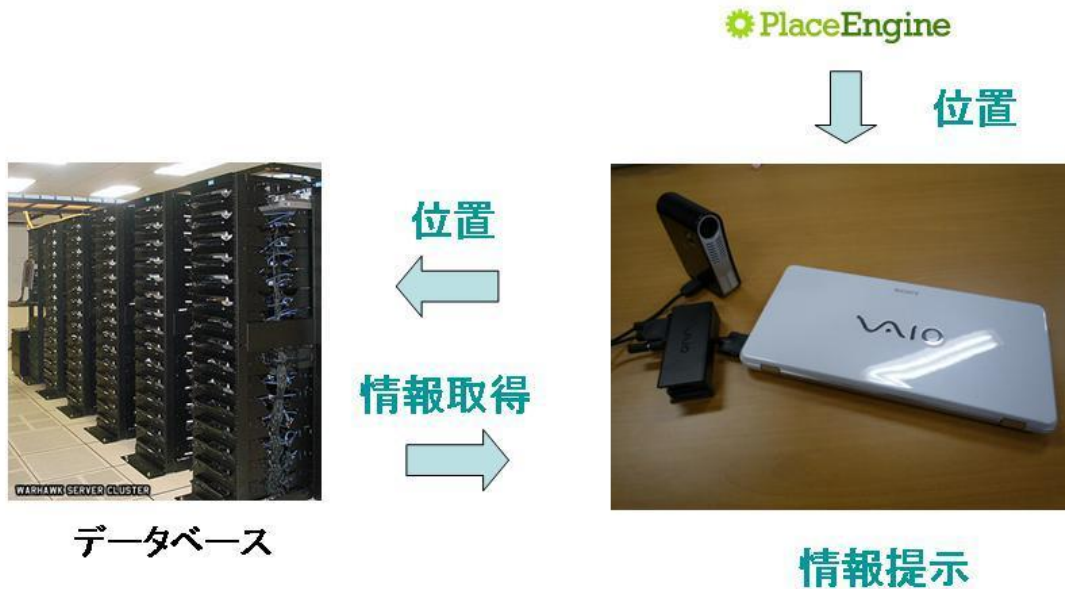 PlaceEngine
位置
位置
情報取得
WARHAWK SERVER CLUSTER
VAIO
データベース
情報提示